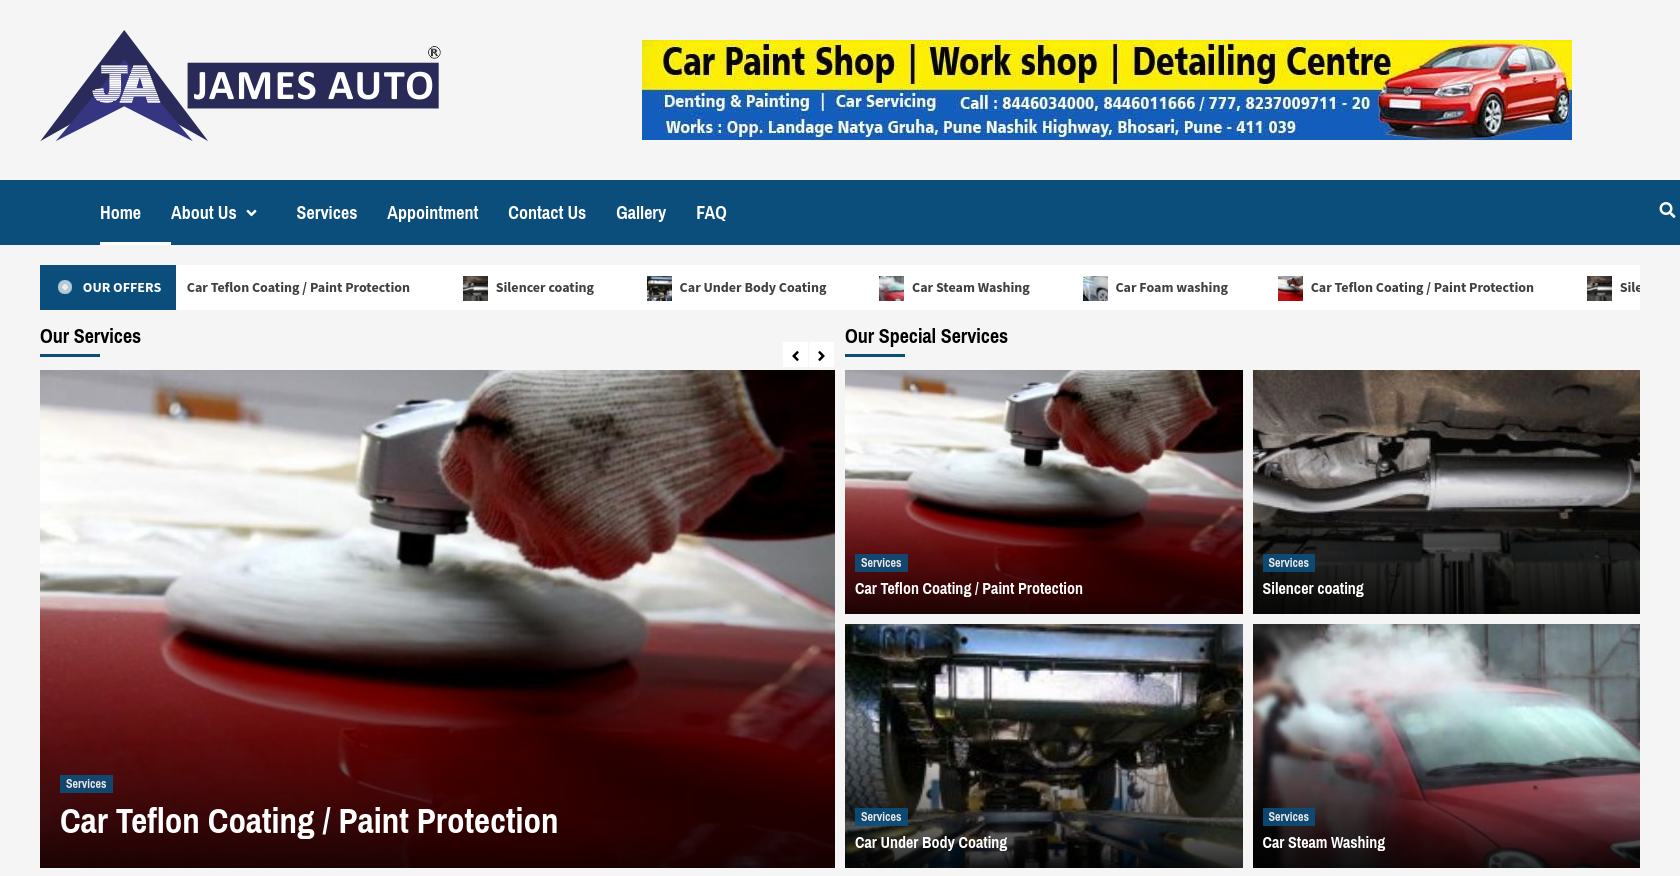 JA JAMES AUTO ®
Car Paint Shop | Work shop | Detailing Centre
Denting & Painting | Car Servicing Call : 8446034000, 8446011666 / 777, 8237009711 - 20
Works : Opp. Landage Natya Gruha, Pune Nashik Highway, Bhosari, Pune - 411 039
Home About Us Services Appointment Contact Us Gallery FAQ
OUR OFFERS Car Teflon Coating / Paint Protection Silencer coating Car Under Body Coating Car Steam Washing Car Foam washing Car Teflon Coating / Paint Protection Sile
Our Services
Services
Car Teflon Coating / Paint Protection
Our Special Services
Services
Car Teflon Coating / Paint Protection
Services
Silencer coating
Services
Car Under Body Coating
Services
Car Steam Washing